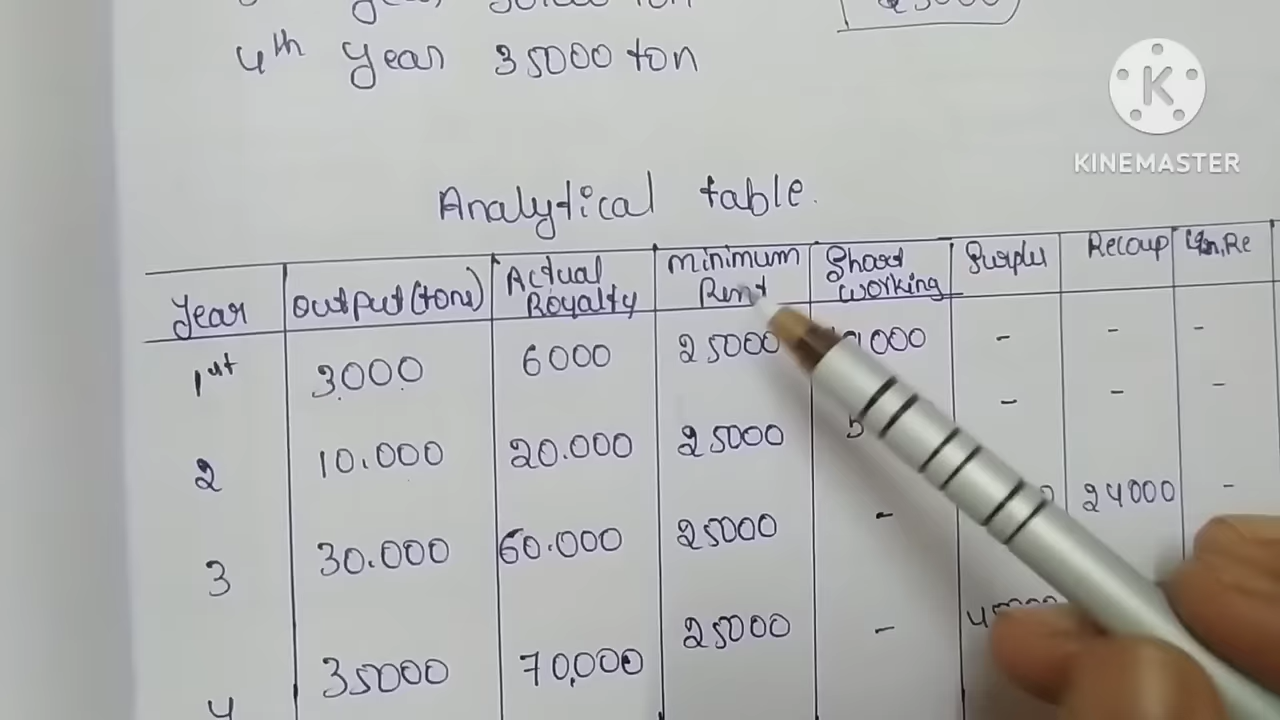 4th year 35000 ton
KINEMASTER
Analytical table.
Year Output(tons) Actual Royalty Minimum Rent Short working Surplus Recoup Un,Re
1st 3000 6000 25000 - - -
2 10.000 20.000 25000 - - -
3 30.000 60.000 25000 - 24000 -
4 35000 70,000 25000 -